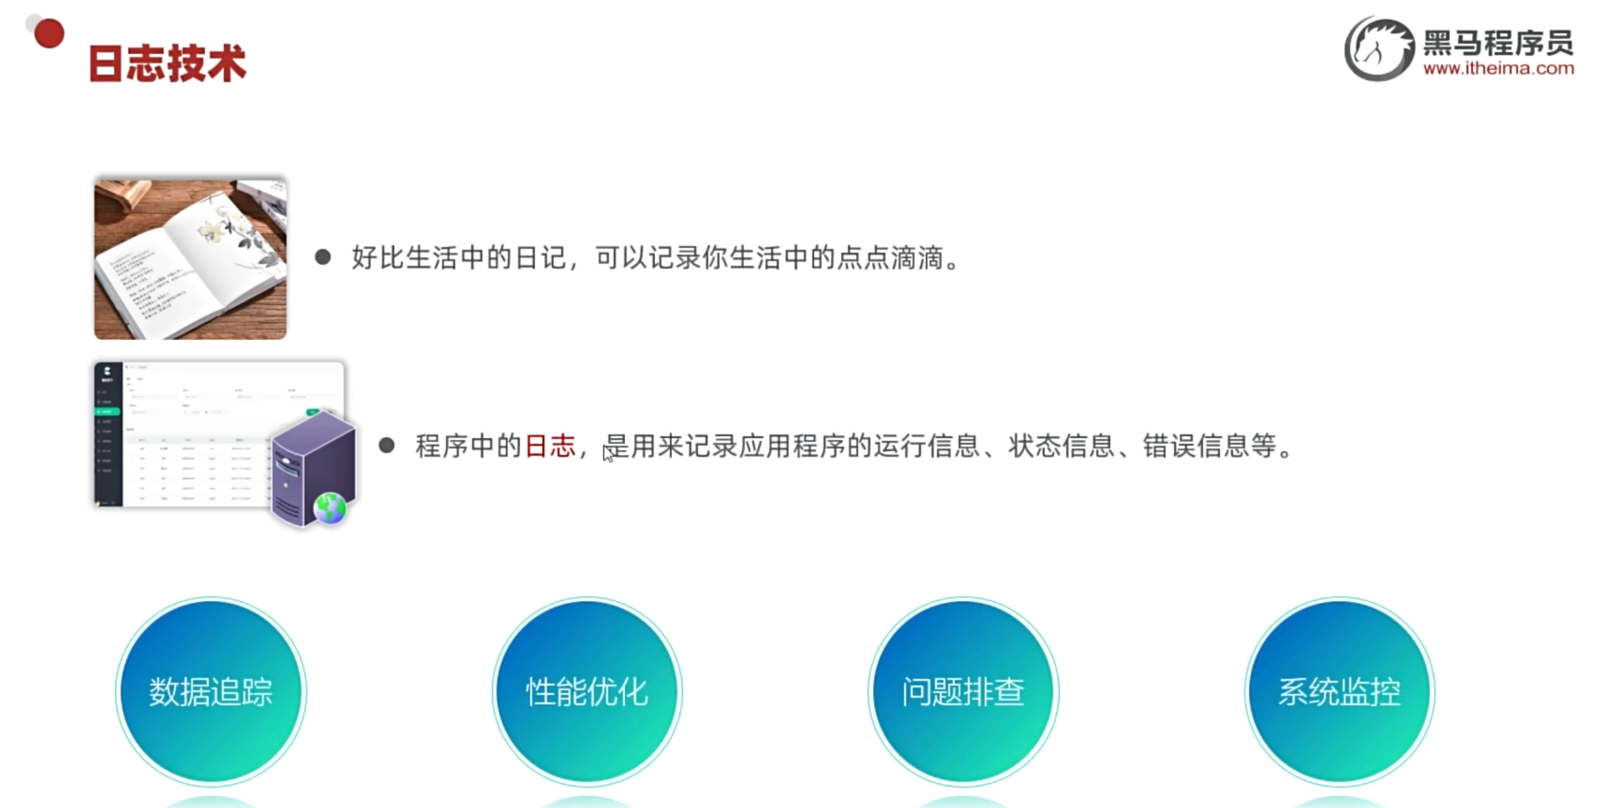 日志技术
黑马程序员
www.itheima.com
好比生活中的日记，可以记录你生活中的点点滴滴。
程序中的日志，是用来记录应用程序的运行信息、状态信息、错误信息等。
数据追踪
性能优化
问题排查
系统监控